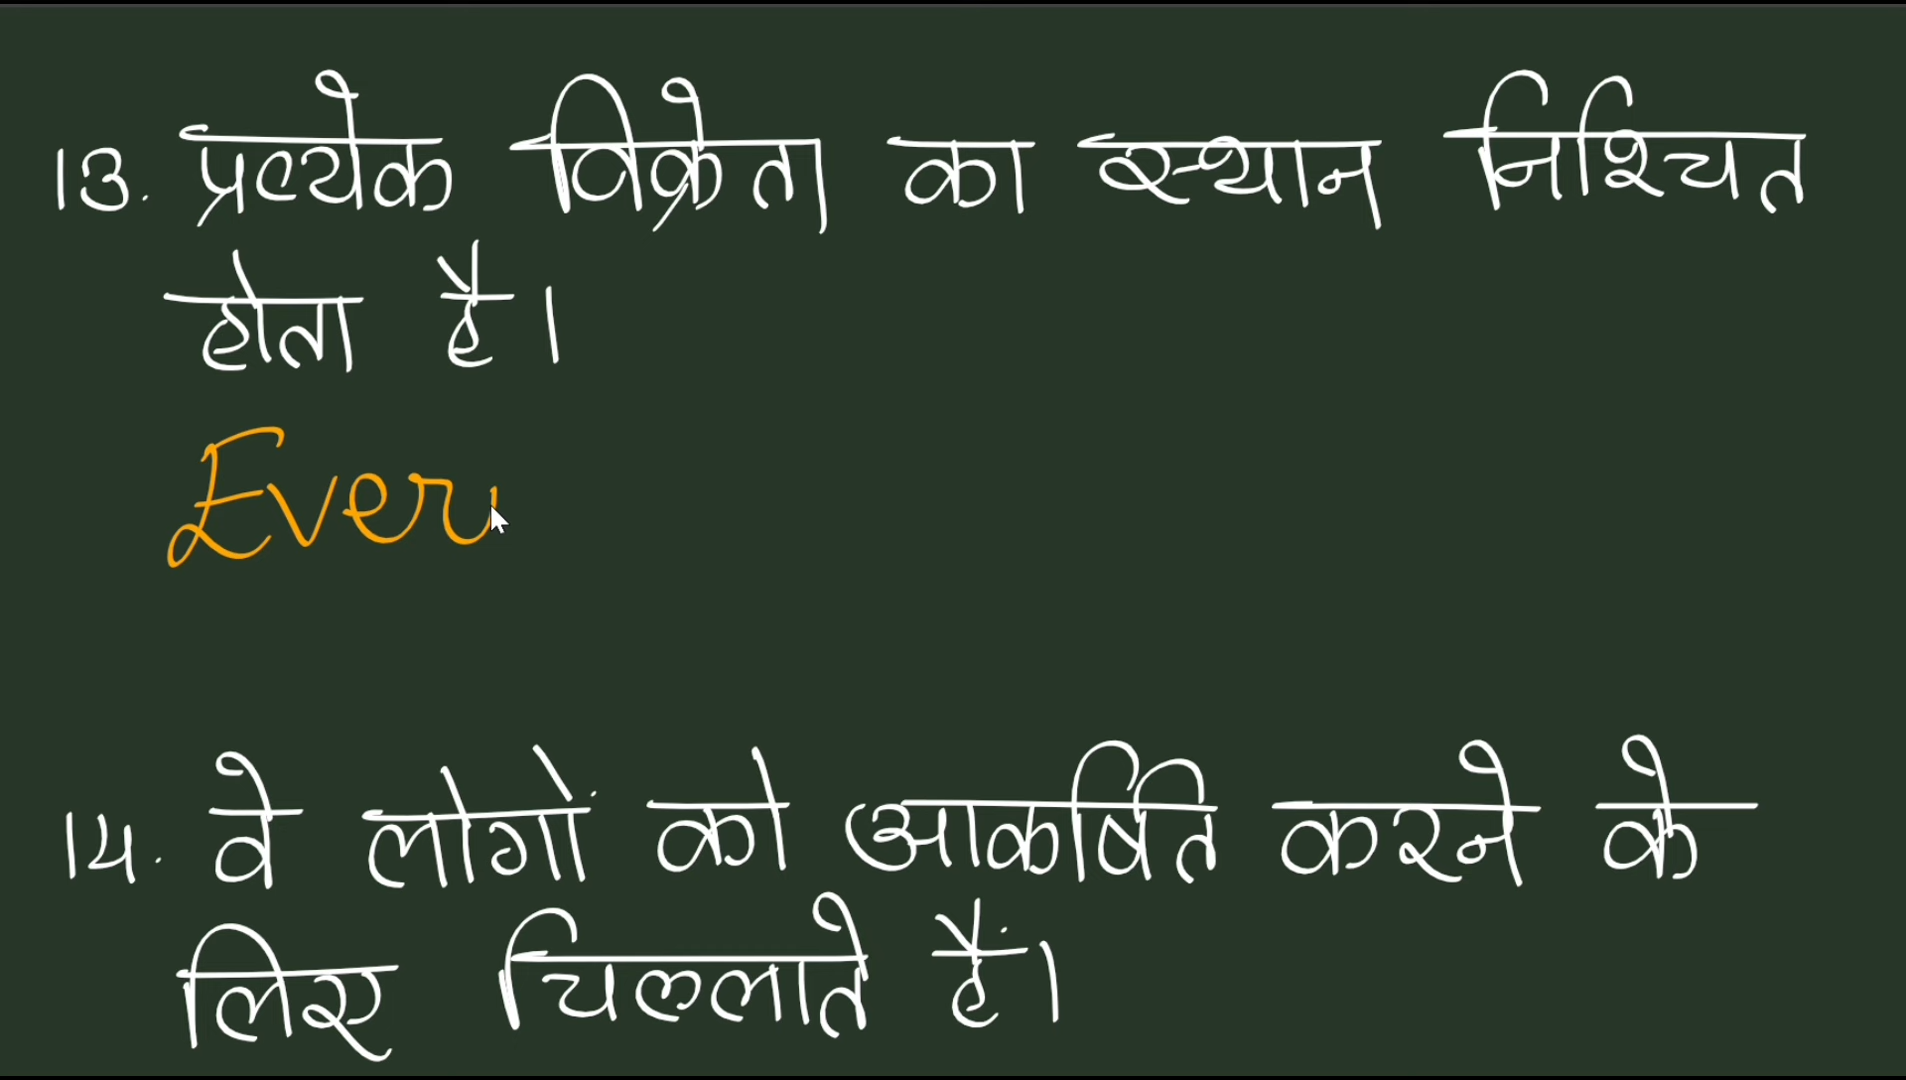 13. प्रत्येक विक्रेता का स्थान निश्चित
होता है।
Ever
14. वे लोगों को आकर्षित करने के
लिए चिल्लाते हैं।